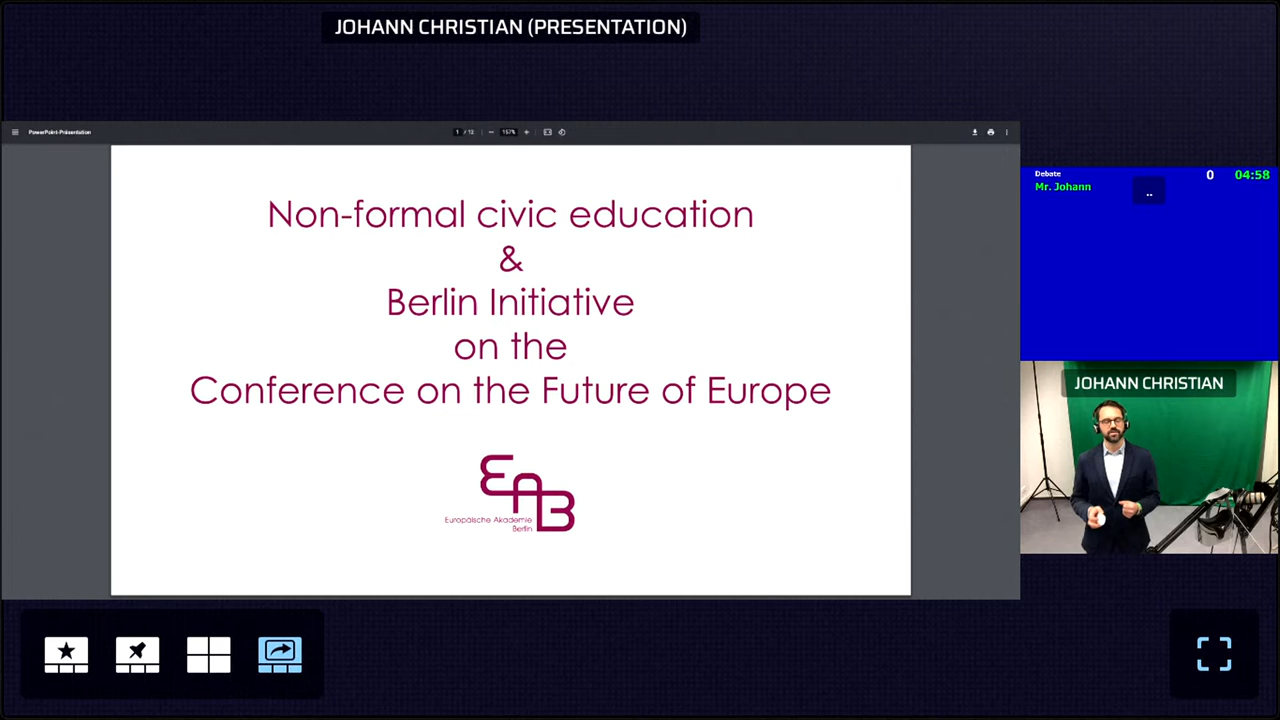 JOHANN CHRISTIAN (PRESENTATION)
PowerPoint-Präsentation
1 / 13
157%
Non-formal civic education
&
Berlin Initiative
on the
Conference on the Future of Europe
EAB
Europäische Akademie
Berlin
Debate
0
04:58
Mr. Johann
..
JOHANN CHRISTIAN